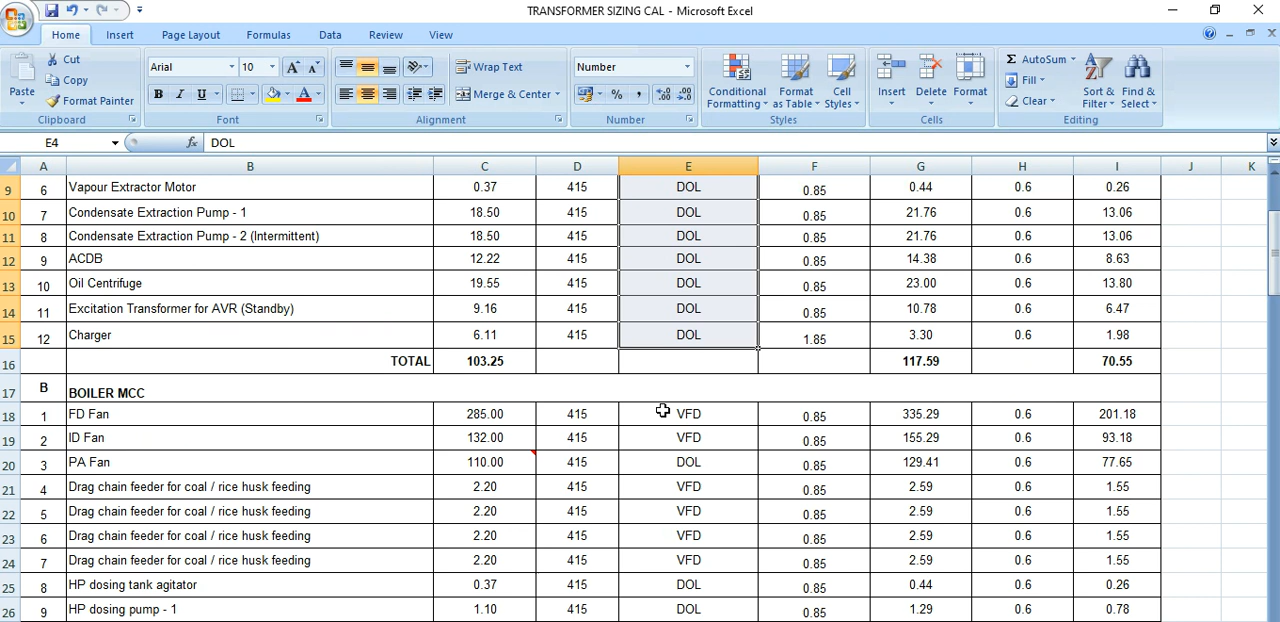 TRANSFORMER SIZING CAL - Microsoft Excel
Home Insert Page Layout Formulas Data Review View
Cut Arial 10 A A Wrap Text Number Σ AutoSum
Copy Fill
Paste Format Painter B I U A Merge & Center % , Conditional Formatting Format as Table Cell Styles Insert Delete Format Clear Sort & Filter Find & Select
Clipboard Font Alignment Number Styles Cells Editing
E4 fx DOL
A B C D E F G H I J K
9 6 Vapour Extractor Motor 0.37 415 DOL 0.85 0.44 0.6 0.26
10 7 Condensate Extraction Pump - 1 18.50 415 DOL 0.85 21.76 0.6 13.06
11 8 Condensate Extraction Pump - 2 (Intermittent) 18.50 415 DOL 0.85 21.76 0.6 13.06
12 9 ACDB 12.22 415 DOL 0.85 14.38 0.6 8.63
13 10 Oil Centrifuge 19.55 415 DOL 0.85 23.00 0.6 13.80
14 11 Excitation Transformer for AVR (Standby) 9.16 415 DOL 0.85 10.78 0.6 6.47
15 12 Charger 6.11 415 DOL 1.85 3.30 0.6 1.98
16 TOTAL 103.25 117.59 70.55
17 B BOILER MCC
18 1 FD Fan 285.00 415 VFD 0.85 335.29 0.6 201.18
19 2 ID Fan 132.00 415 VFD 0.85 155.29 0.6 93.18
20 3 PA Fan 110.00 415 DOL 0.85 129.41 0.6 77.65
21 4 Drag chain feeder for coal / rice husk feeding 2.20 415 VFD 0.85 2.59 0.6 1.55
22 5 Drag chain feeder for coal / rice husk feeding 2.20 415 VFD 0.85 2.59 0.6 1.55
23 6 Drag chain feeder for coal / rice husk feeding 2.20 415 VFD 0.85 2.59 0.6 1.55
24 7 Drag chain feeder for coal / rice husk feeding 2.20 415 VFD 0.85 2.59 0.6 1.55
25 8 HP dosing tank agitator 0.37 415 DOL 0.85 0.44 0.6 0.26
26 9 HP dosing pump - 1 1.10 415 DOL 0.85 1.29 0.6 0.78